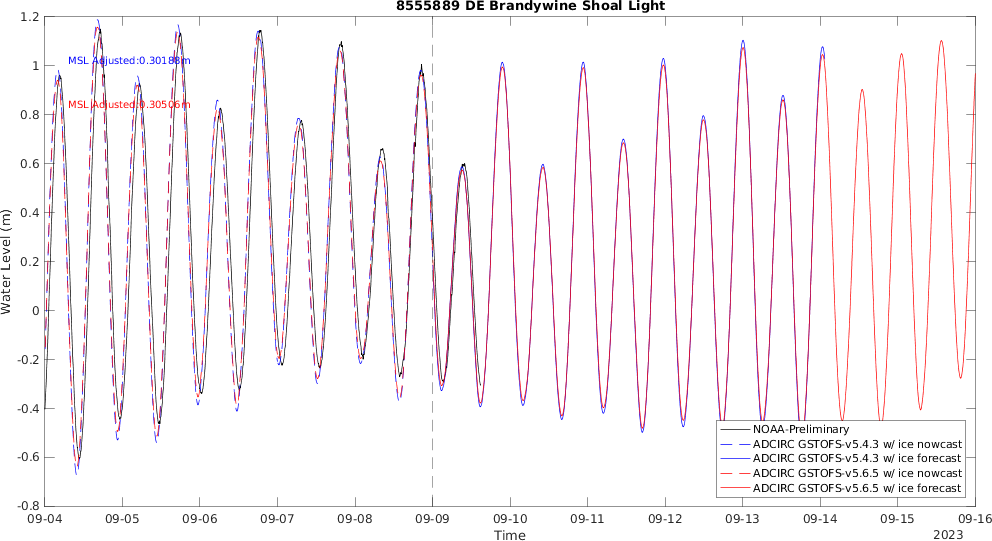 8555889 DE Brandywine Shoal Light
1.2
1
0.8
0.6
0.4
0.2
0
-0.2
-0.4
-0.6
-0.8
Water Level (m)
MSL Adjusted:0.30188m
MSL Adjusted:0.30506m
NOAA-Preliminary
ADCIRC GSTOFS-v5.4.3 w/ ice nowcast
ADCIRC GSTOFS-v5.4.3 w/ ice forecast
ADCIRC GSTOFS-v5.6.5 w/ ice nowcast
ADCIRC GSTOFS-v5.6.5 w/ ice forecast
09-04 09-05 09-06 09-07 09-08 09-09 09-10 09-11 09-12 09-13 09-14 09-15 09-16
Time
2023